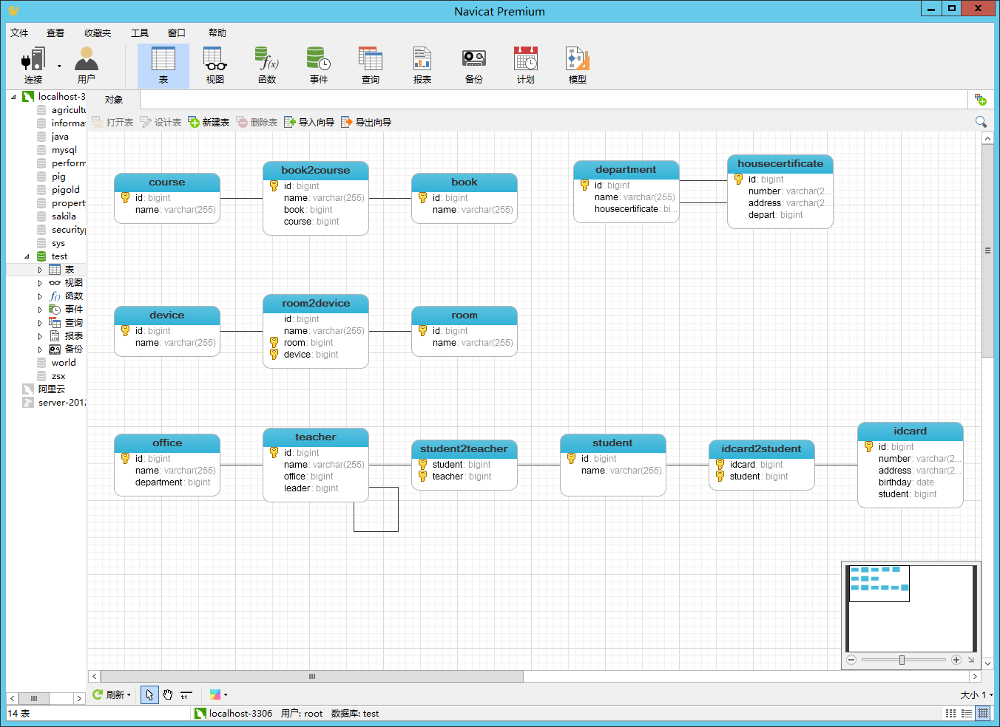 Navicat Premium
文件 查看 收藏夹 工具 窗口 帮助
连接 用户 表 视图 函数 事件 查询 报表 备份 计划 模型
localhost-3
对象
打开表 设计表 新建表 删除表 导入向导 导出向导
agricultu
informat
java
mysql
perform
pig
pigold
property
sakila
security
sys
test
表
视图
函数
事件
查询
报表
备份
world
zsx
阿里云
server-2012
course
id: bigint
name: varchar(255)
book2course
id: bigint
name: varchar(255)
book: bigint
course: bigint
book
id: bigint
name: varchar(255)
department
id: bigint
name: varchar(255)
housecertificate: bi...
housecertificate
id: bigint
number: varchar(2...
address: varchar(2...
depart: bigint
device
id: bigint
name: varchar(255)
room2device
id: bigint
name: varchar(255)
room: bigint
device: bigint
room
id: bigint
name: varchar(255)
office
id: bigint
name: varchar(255)
department: bigint
teacher
id: bigint
name: varchar(255)
office: bigint
leader: bigint
student2teacher
student: bigint
teacher: bigint
student
id: bigint
name: varchar(255)
idcard2student
idcard: bigint
student: bigint
idcard
id: bigint
number: varchar(2...
address: varchar(2...
birthday: date
student: bigint
刷新 1:1 大小 1
14 表 localhost-3306 用户: root 数据库: test